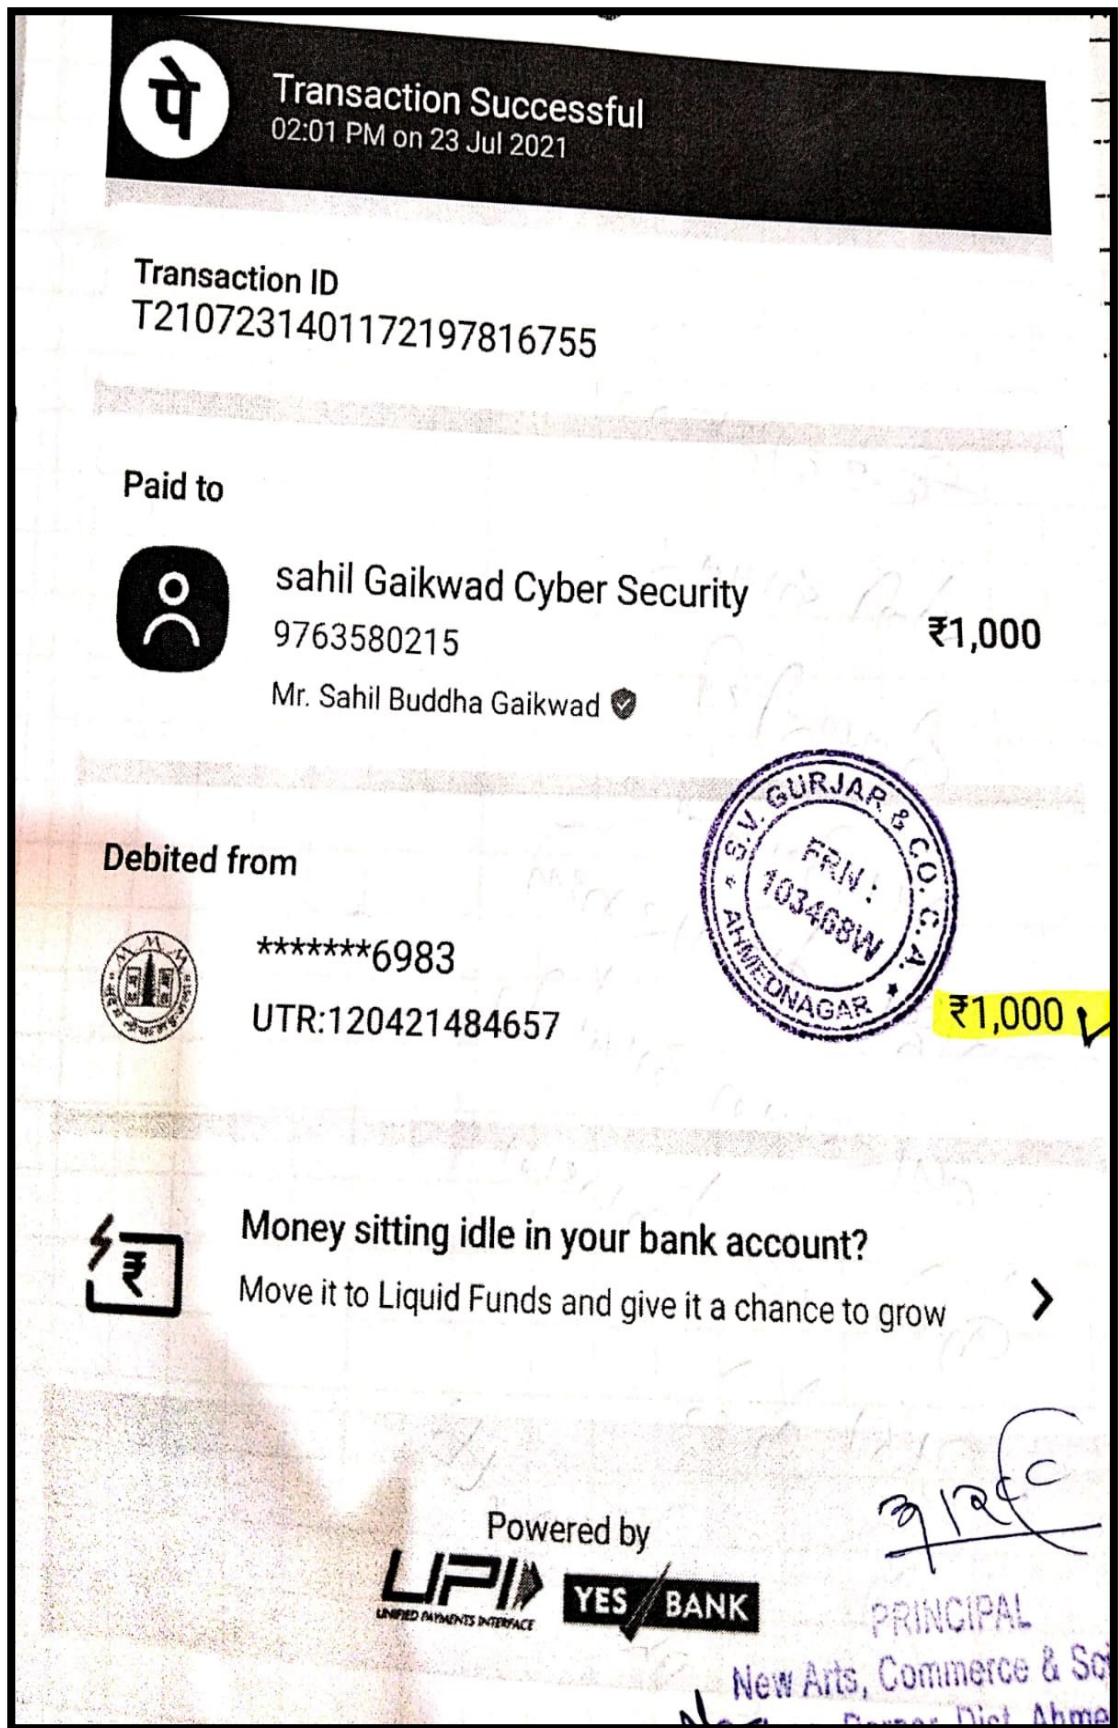 पे
Transaction Successful
02:01 PM on 23 Jul 2021
Transaction ID
T2107231401172197816755
Paid to
sahil Gaikwad Cyber Security
9763580215
₹1,000
Mr. Sahil Buddha Gaikwad
Debited from
*******6983
UTR:120421484657
₹1,000
S.V. GURJAR & CO. C.A.
FRN :
103468W
AHMEDNAGAR
Money sitting idle in your bank account?
Move it to Liquid Funds and give it a chance to grow
Powered by
UPI
UNIFIED PAYMENTS INTERFACE
YES BANK
PRINCIPAL
New Arts, Commerce & Sc
Parner, Dist. Ahme